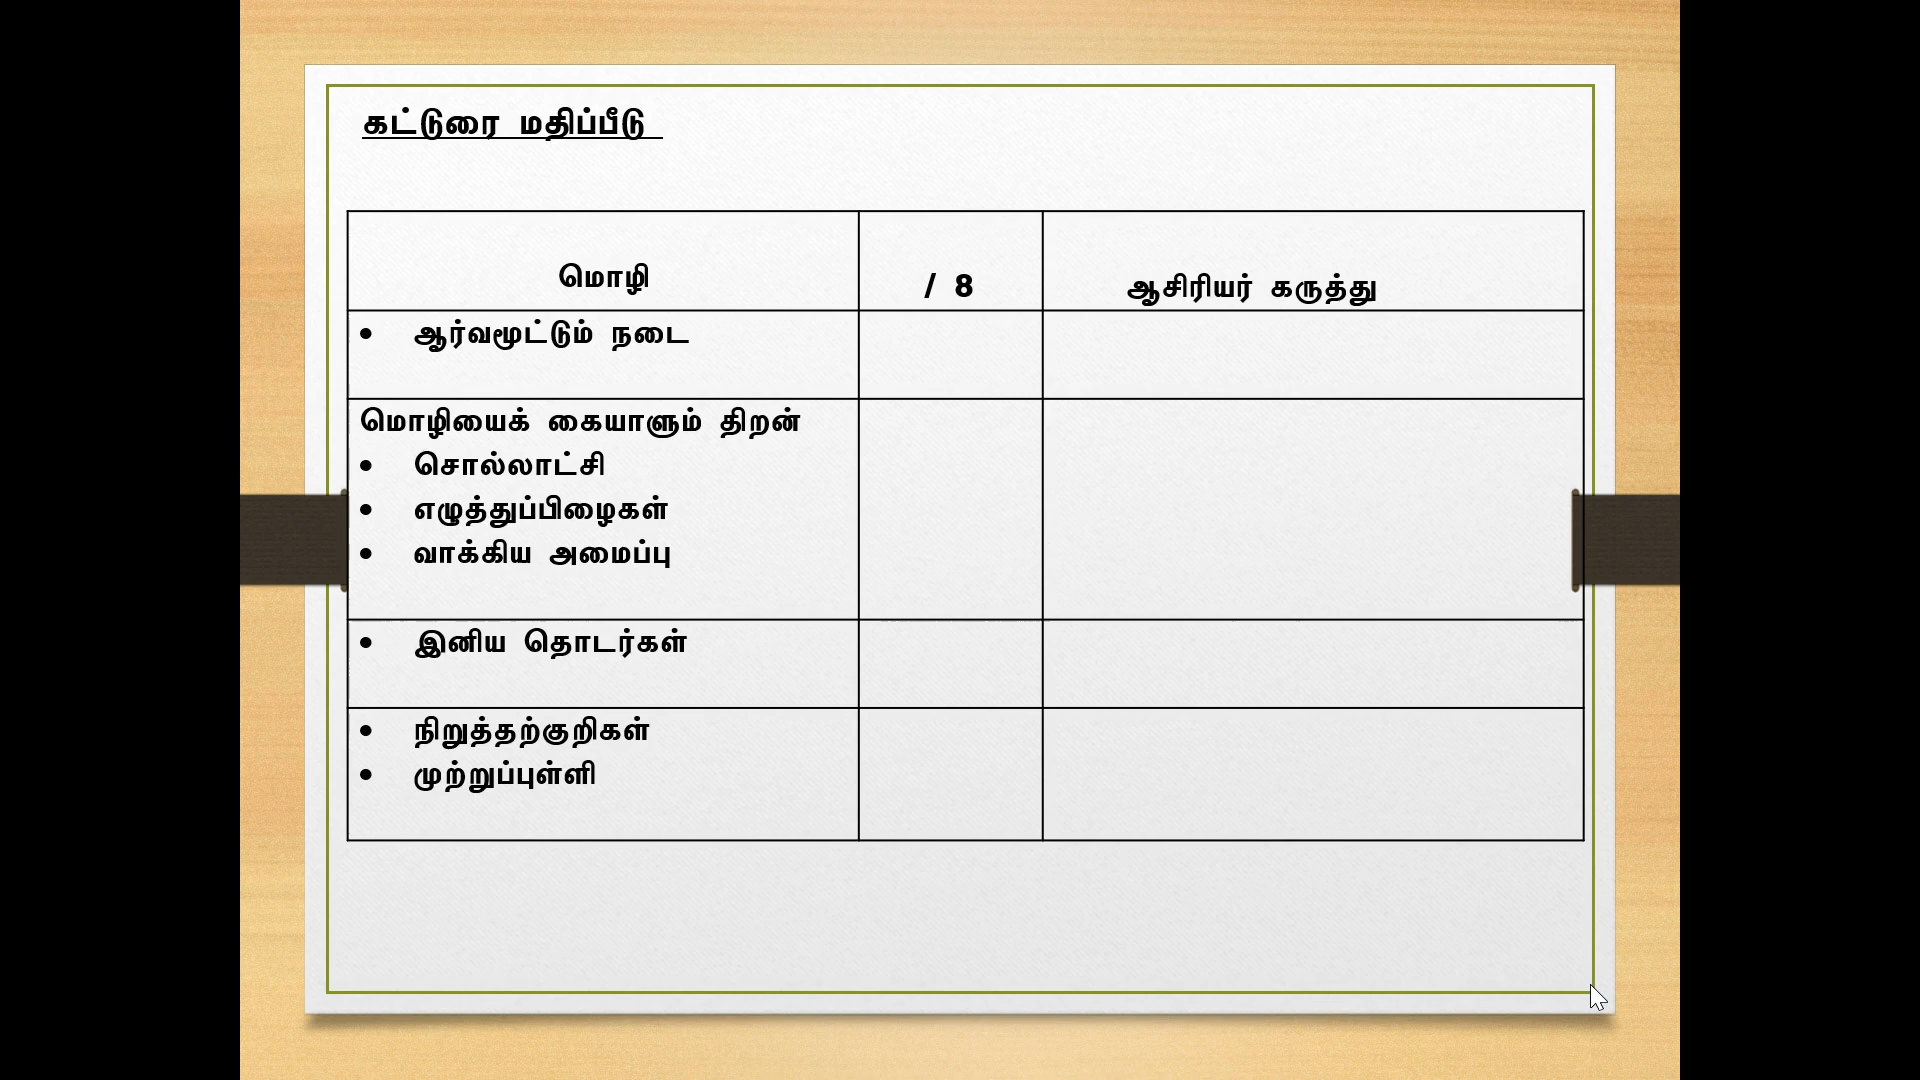 கட்டுரை மதிப்பீடு
மொழி
/ 8
ஆசிரியர் கருத்து
• ஆர்வமூட்டும் நடை
மொழியைக் கையாளும் திறன்
• சொல்லாட்சி
• எழுத்துப்பிழைகள்
• வாக்கிய அமைப்பு
• இனிய தொடர்கள்
• நிறுத்தற்குறிகள்
• முற்றுப்புள்ளி